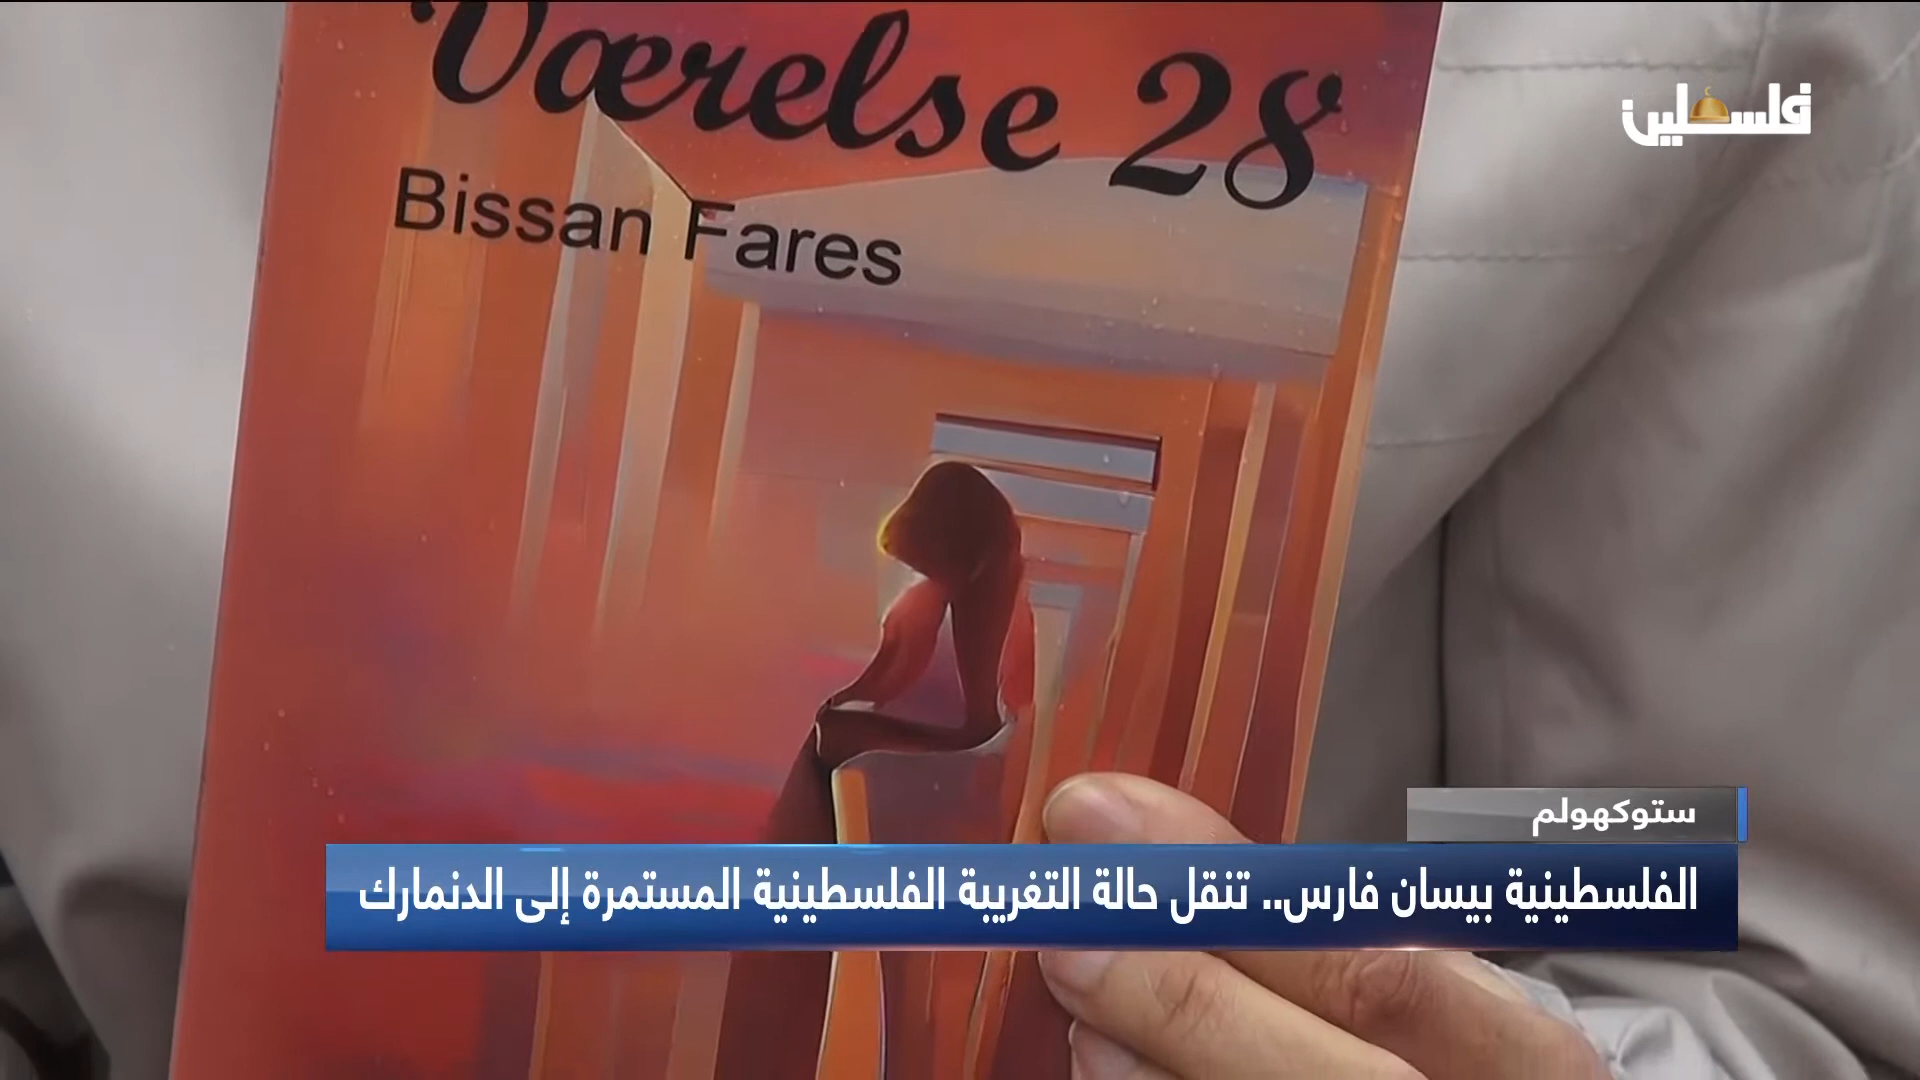 Værelse 28
Bissan Fares
فلسطين
ستوكهولم
الفلسطينية بيسان فارس.. تنقل حالة التغريبة الفلسطينية المستمرة إلى الدنمارك